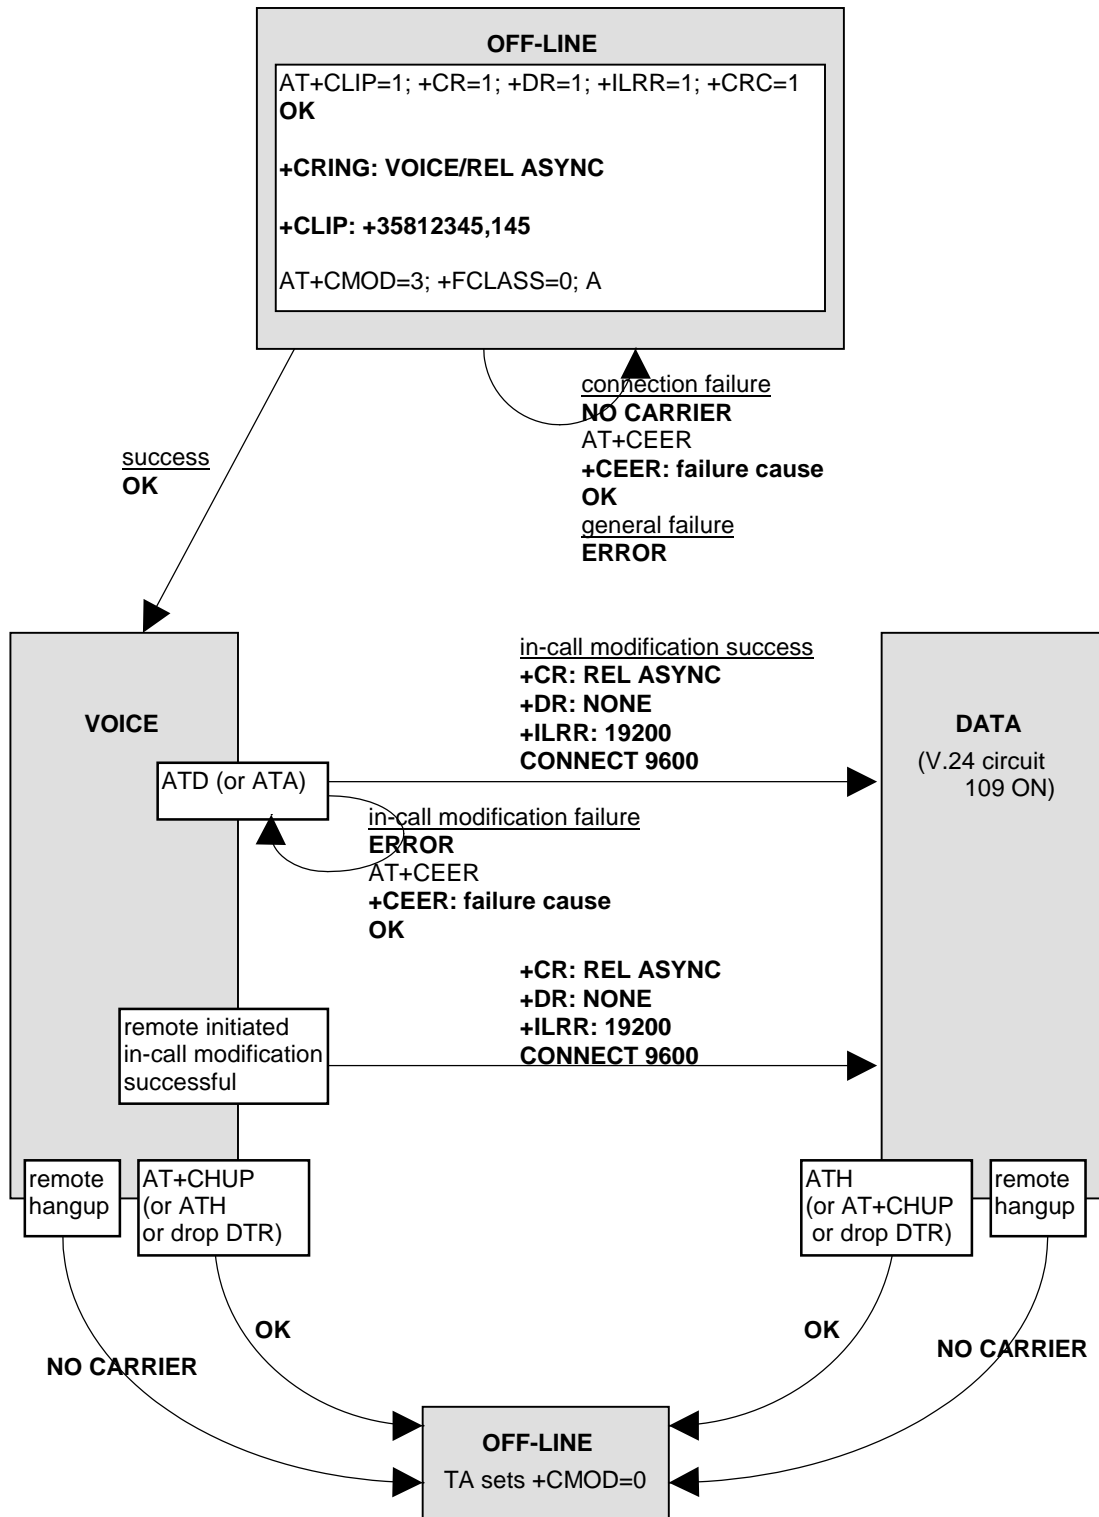 OFF-LINE
AT+CLIP=1; +CR=1; +DR=1; +ILRR=1; +CRC=1
OK
+CRING: VOICE/REL ASYNC
+CLIP: +35812345,145
AT+CMOD=3; +FCLASS=0; A
connection failure
NO CARRIER
AT+CEER
+CEER: failure cause
OK
general failure
ERROR
success
OK
in-call modification success
+CR: REL ASYNC
+DR: NONE
+ILRR: 19200
CONNECT 9600
VOICE
DATA
(V.24 circuit
109 ON)
ATD (or ATA)
in-call modification failure
ERROR
AT+CEER
+CEER: failure cause
OK
+CR: REL ASYNC
+DR: NONE
+ILRR: 19200
CONNECT 9600
remote initiated
in-call modification
successful
remote
hangup
AT+CHUP
(or ATH
or drop DTR)
ATH
(or AT+CHUP
or drop DTR)
remote
hangup
OK
NO CARRIER
OK
NO CARRIER
OFF-LINE
TA sets +CMOD=0